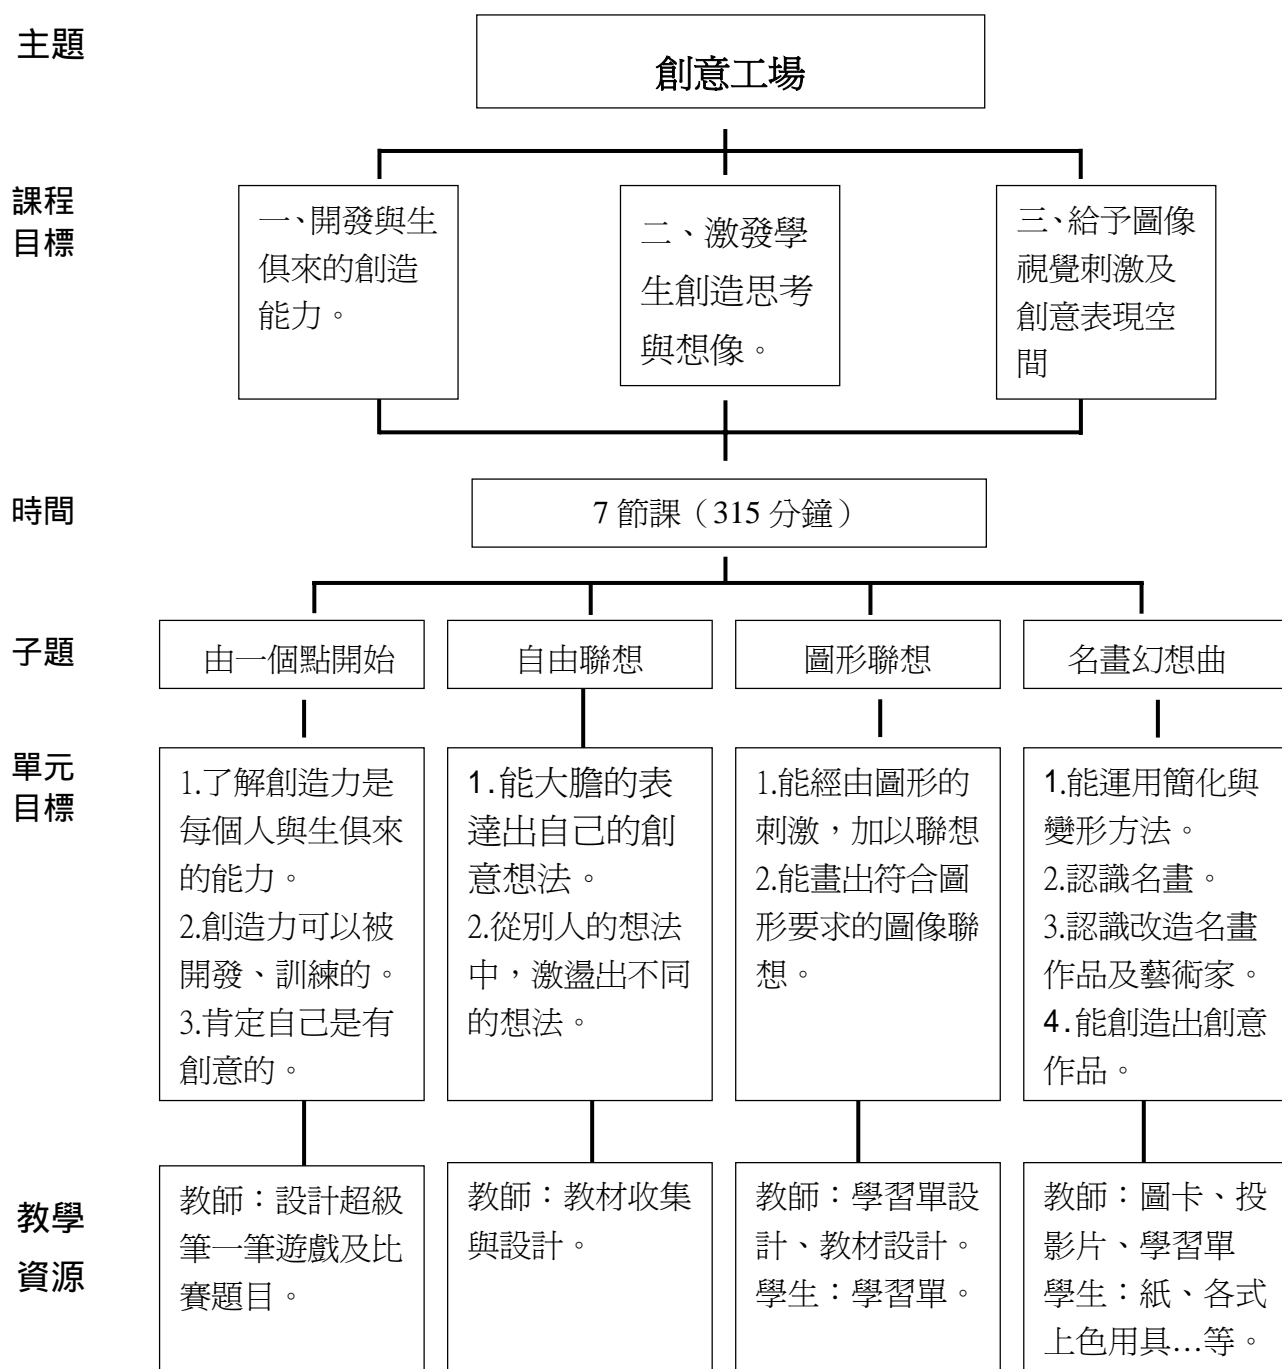 主題
創意工場
課程
目標
一、開發與生
俱來的創造
能力。
二、激發學
生創造思考
與想像。
三、給予圖像
視覺刺激及
創意表現空
間
時間
7 節課（315 分鐘）
子題
由一個點開始
自由聯想
圖形聯想
名畫幻想曲
單元
目標
1.了解創造力是
每個人與生俱來
的能力。
2.創造力可以被
開發、訓練的。
3.肯定自己是有
創意的。
1.能大膽的表
達出自己的創
意想法。
2.從別人的想法
中，激盪出不同
的想法。
1.能經由圖形的
刺激，加以聯想
2.能畫出符合圖
形要求的圖像聯
想。
1.能運用簡化與
變形方法。
2.認識名畫。
3.認識改造名畫
作品及藝術家。
4.能創造出創意
作品。
教學
資源
教師：設計超級
筆一筆遊戲及比
賽題目。
教師：教材收集
與設計。
教師：學習單設
計、教材設計。
學生：學習單。
教師：圖卡、投
影片、學習單
學生：紙、各式
上色用具…等。